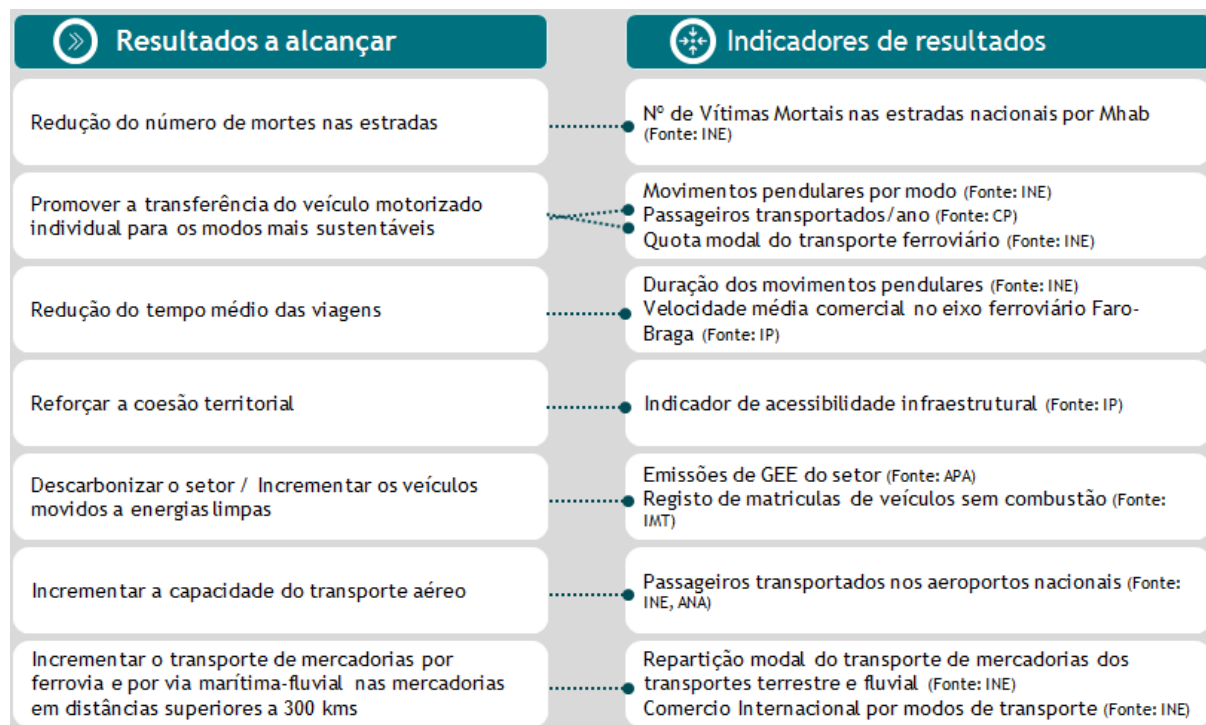 Resultados a alcançar
Indicadores de resultados
Redução do número de mortes nas estradas
Nº de Vítimas Mortais nas estradas nacionais por Mhab
(Fonte: INE)
Promover a transferência do veículo motorizado
individual para os modos mais sustentáveis
Movimentos pendulares por modo (Fonte: INE)
Passageiros transportados/ano (Fonte: CP)
Quota modal do transporte ferroviário (Fonte: INE)
Redução do tempo médio das viagens
Duração dos movimentos pendulares (Fonte: INE)
Velocidade média comercial no eixo ferroviário Faro-
Braga (Fonte: IP)
Reforçar a coesão territorial
Indicador de acessibilidade infraestrutural (Fonte: IP)
Descarbonizar o setor / Incrementar os veículos
movidos a energias limpas
Emissões de GEE do setor (Fonte: APA)
Registo de matriculas de veículos sem combustão (Fonte:
IMT)
Incrementar a capacidade do transporte aéreo
Passageiros transportados nos aeroportos nacionais (Fonte:
INE, ANA)
Incrementar o transporte de mercadorias por
ferrovia e por via marítima-fluvial nas mercadorias
em distâncias superiores a 300 kms
Repartição modal do transporte de mercadorias dos
transportes terrestre e fluvial (Fonte: INE)
Comercio Internacional por modos de transporte (Fonte: INE)